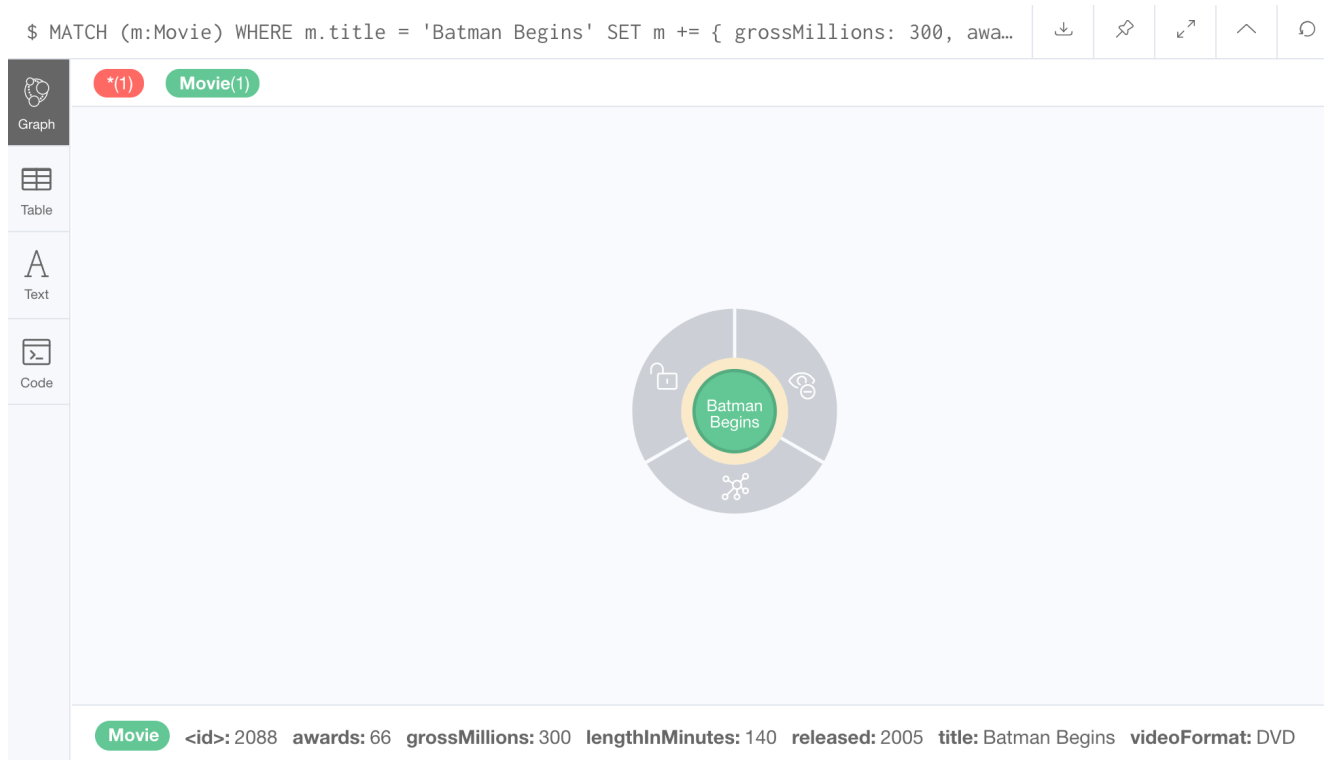 $ MATCH (m:Movie) WHERE m.title = 'Batman Begins' SET m += { grossMillions: 300, awa…
*(1) Movie(1)
Graph
Table
Text
Code
Batman
Begins
Movie <id>: 2088 awards: 66 grossMillions: 300 lengthInMinutes: 140 released: 2005 title: Batman Begins videoFormat: DVD